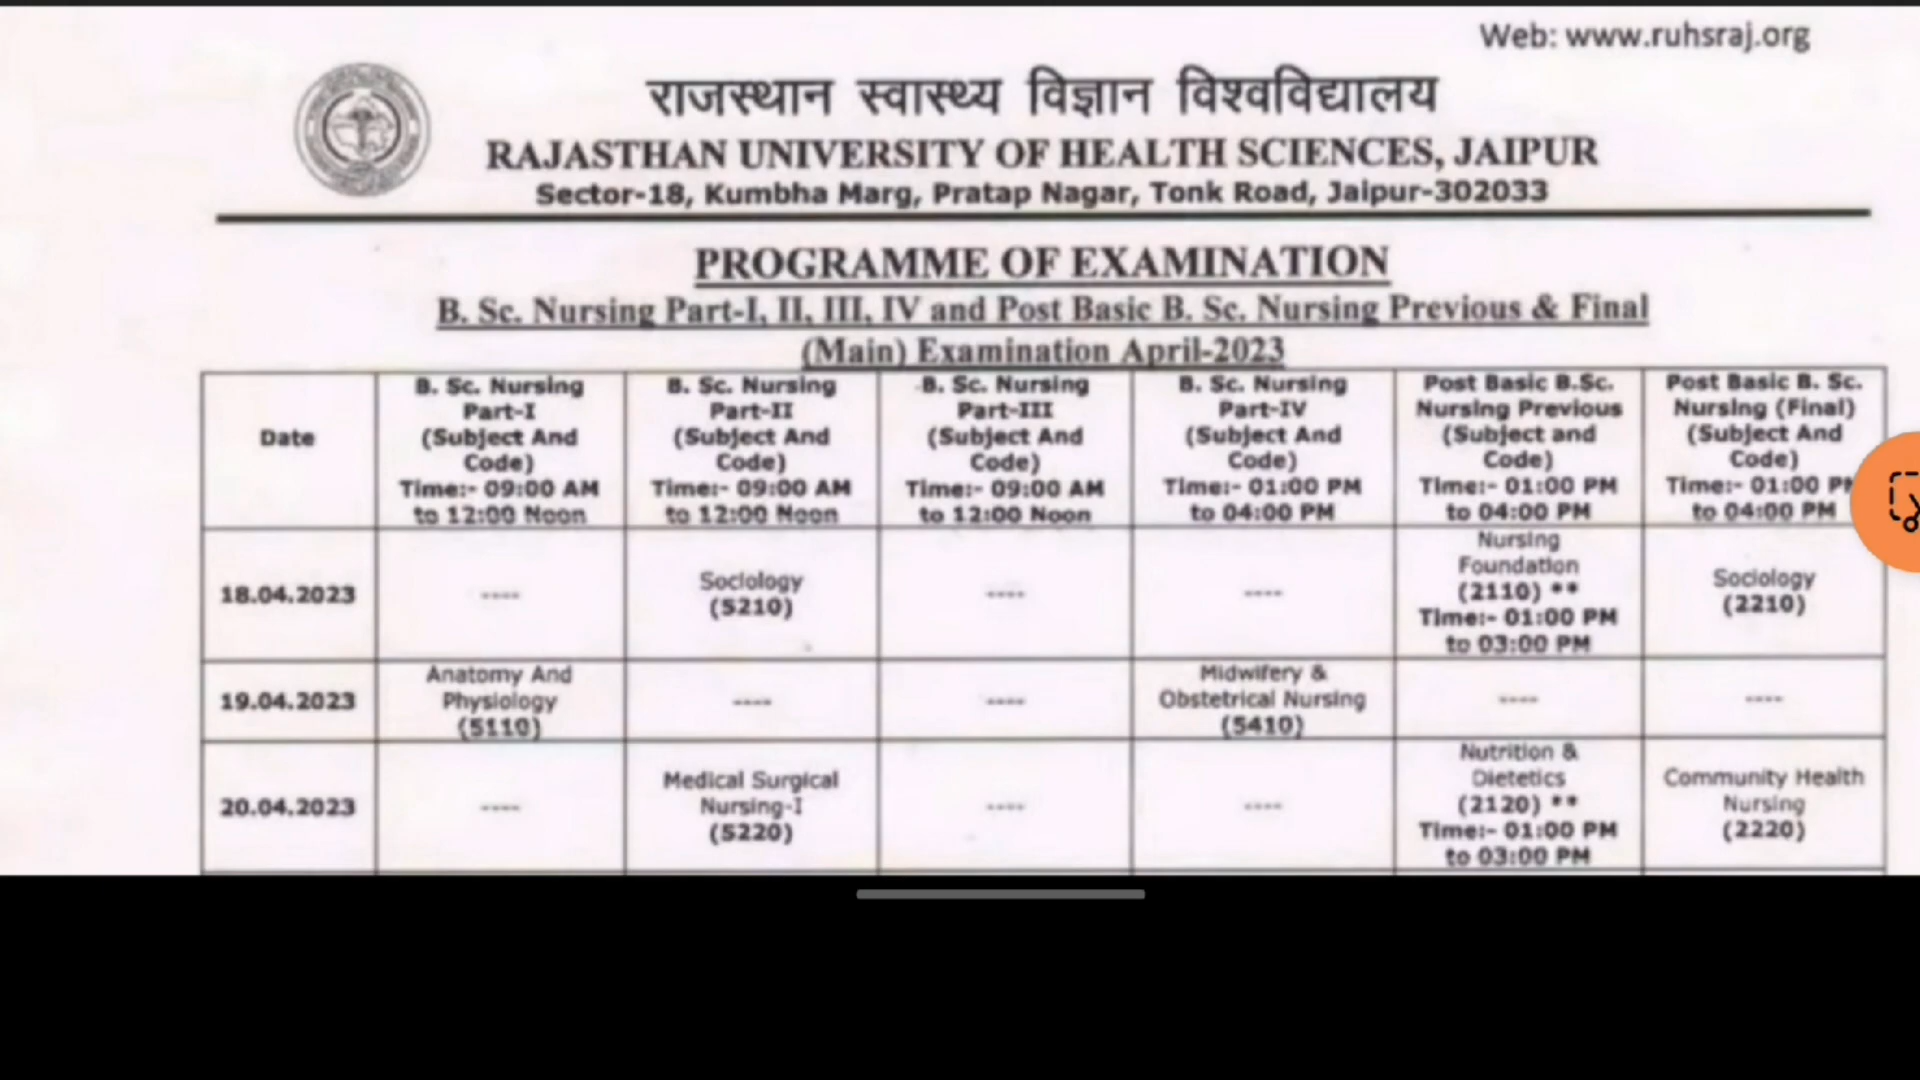 Web: www.ruhsraj.org
राजस्थान स्वास्थ्य विज्ञान विश्वविद्यालय
RAJASTHAN UNIVERSITY OF HEALTH SCIENCES, JAIPUR
Sector-18, Kumbha Marg, Pratap Nagar, Tonk Road, Jaipur-302033
PROGRAMME OF EXAMINATION
B. Sc. Nursing Part-I, II, III, IV and Post Basic B. Sc. Nursing Previous & Final
(Main) Examination April-2023
Date
B. Sc. Nursing
Part-I
(Subject And
Code)
Time:- 09:00 AM
to 12:00 Noon
B. Sc. Nursing
Part-II
(Subject And
Code)
Time:- 09:00 AM
to 12:00 Noon
B. Sc. Nursing
Part-III
(Subject And
Code)
Time:- 09:00 AM
to 12:00 Noon
B. Sc. Nursing
Part-IV
(Subject And
Code)
Time:- 01:00 PM
to 04:00 PM
Post Basic B.Sc.
Nursing Previous
(Subject and
Code)
Time:- 01:00 PM
to 04:00 PM
Post Basic B. Sc.
Nursing (Final)
(Subject And
Code)
Time:- 01:00 PM
to 04:00 PM
18.04.2023
----
Sociology
(5210)
----
----
Nursing
Foundation
(2110) **
Time:- 01:00 PM
to 03:00 PM
Sociology
(2210)
19.04.2023
Anatomy And
Physiology
(5110)
----
----
Midwifery &
Obstetrical Nursing
(5410)
----
----
20.04.2023
----
Medical Surgical
Nursing-I
(5220)
----
----
Nutrition &
Dietetics
(2120) **
Time:- 01:00 PM
to 03:00 PM
Community Health
Nursing
(2220)